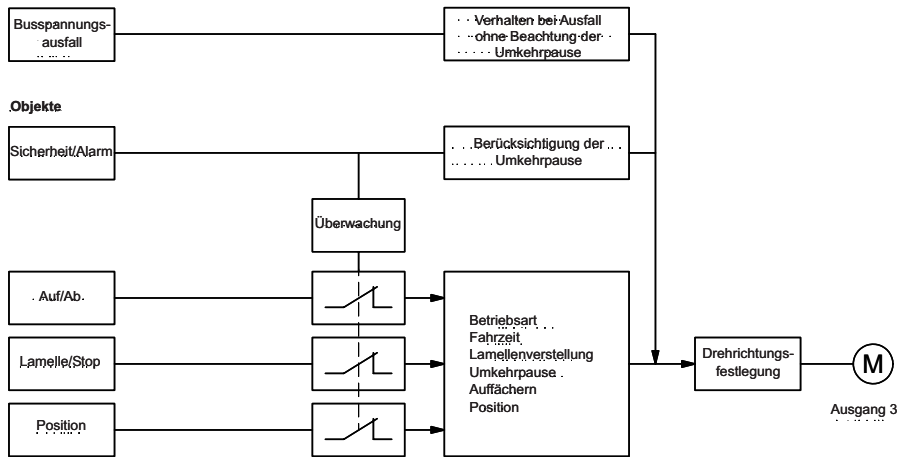 Busspannungs-
ausfall
Verhalten bei Ausfall
ohne Beachtung der
Umkehrpause
Objekte
Sicherheit/Alarm
Berücksichtigung der
Umkehrpause
Überwachung
Auf/Ab
Lamelle/Stop
Position
Betriebsart
Fahrzeit
Lamellenverstellung
Umkehrpause
Auffächern
Position
Drehrichtungs-
festlegung
M
Ausgang 3